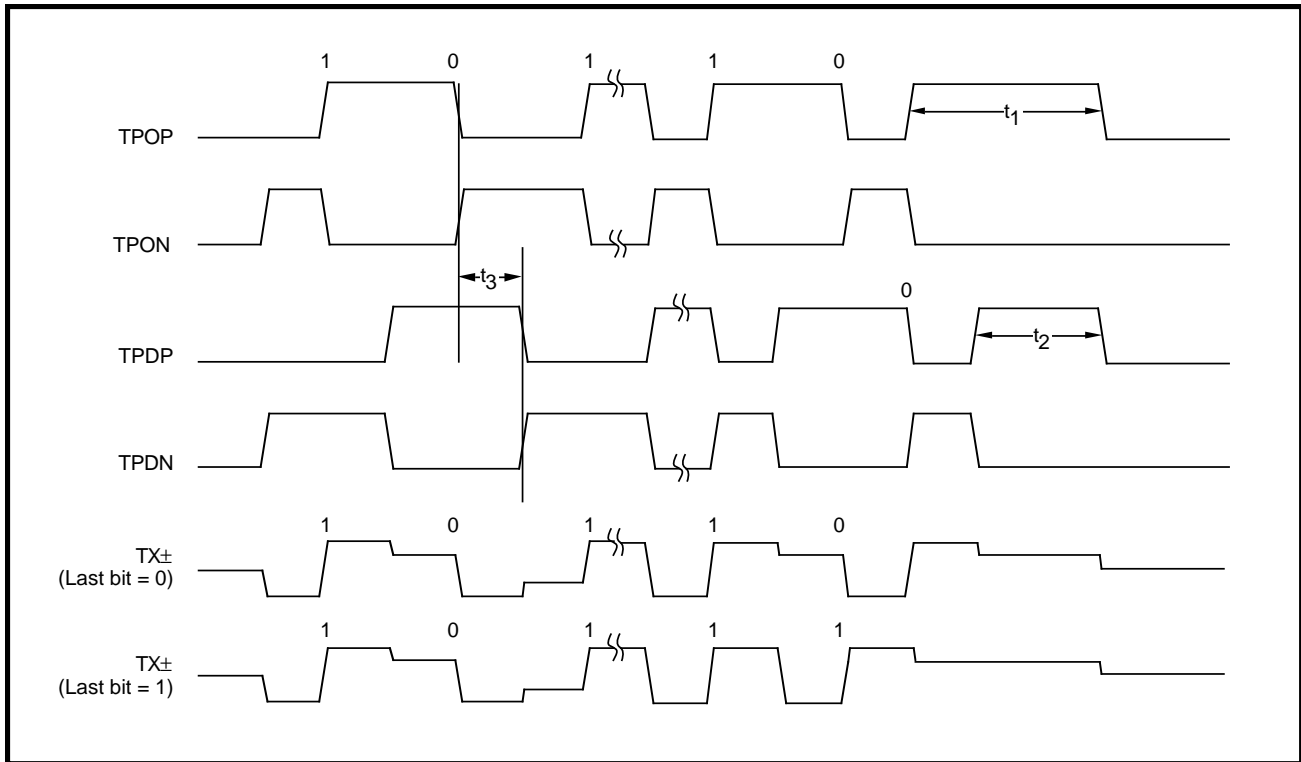 1 0 1 1 0
TPOP
t1
TPON
t3
0
TPDP
t2
TPDN
1 0 1 1 0
TX±
(Last bit = 0)
1 0 1 1 1
TX±
(Last bit = 1)